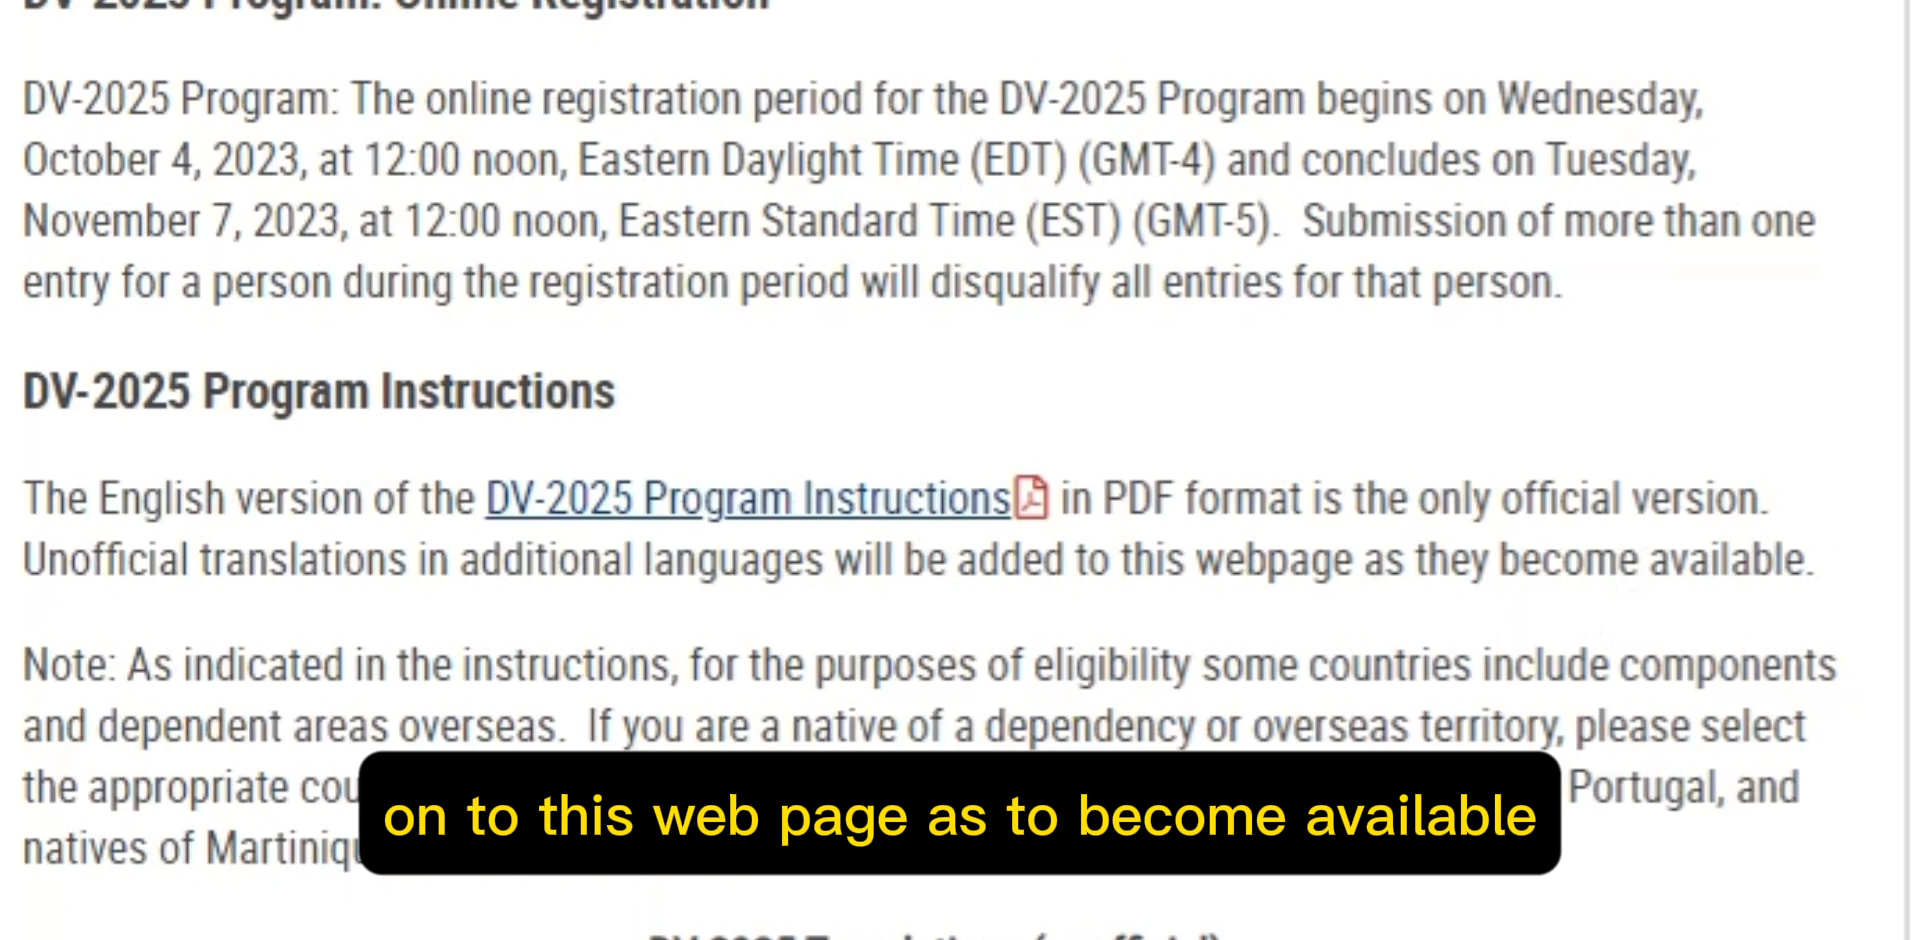 DV-2025 Program: Online Registration
DV-2025 Program: The online registration period for the DV-2025 Program begins on Wednesday,
October 4, 2023, at 12:00 noon, Eastern Daylight Time (EDT) (GMT-4) and concludes on Tuesday,
November 7, 2023, at 12:00 noon, Eastern Standard Time (EST) (GMT-5).  Submission of more than one
entry for a person during the registration period will disqualify all entries for that person.
DV-2025 Program Instructions
The English version of the DV-2025 Program Instructions in PDF format is the only official version.
Unofficial translations in additional languages will be added to this webpage as they become available.
Note: As indicated in the instructions, for the purposes of eligibility some countries include components
and dependent areas overseas.  If you are a native of a dependency or overseas territory, please select
the appropriate Portugal, and
natives of
on to this web page as to become available